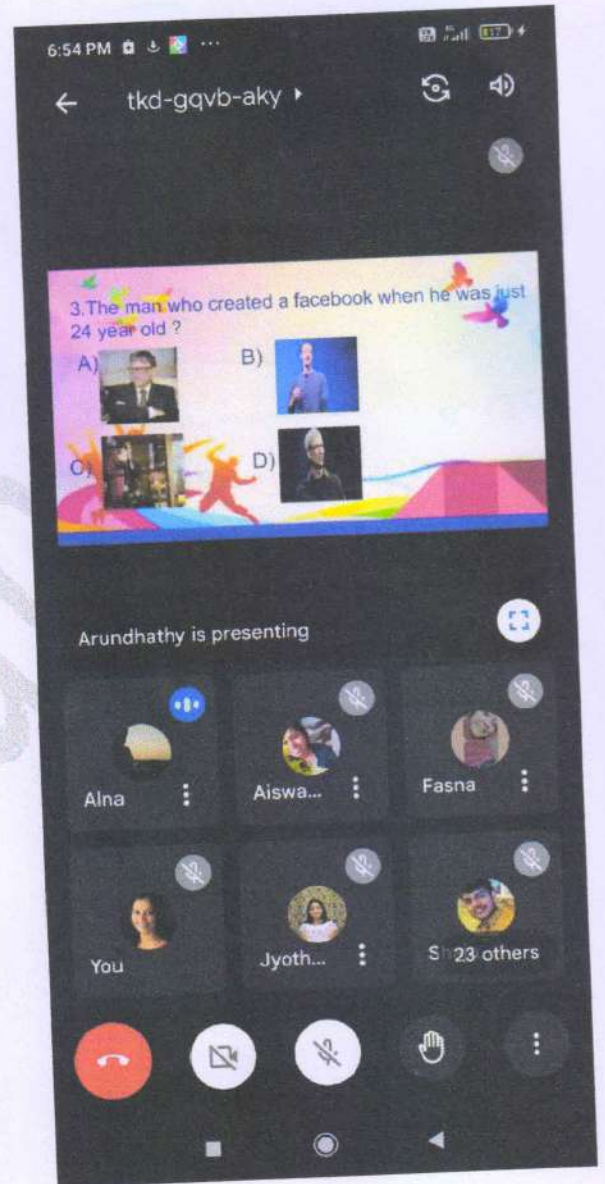 6:54 PM
17
tkd-gqvb-aky
3.The man who created a facebook when he was just
24 year old ?
A)
B)
C)
D)
Arundhathy is presenting
Alna
Aiswa...
Fasna
You
Jyoth...
23 others